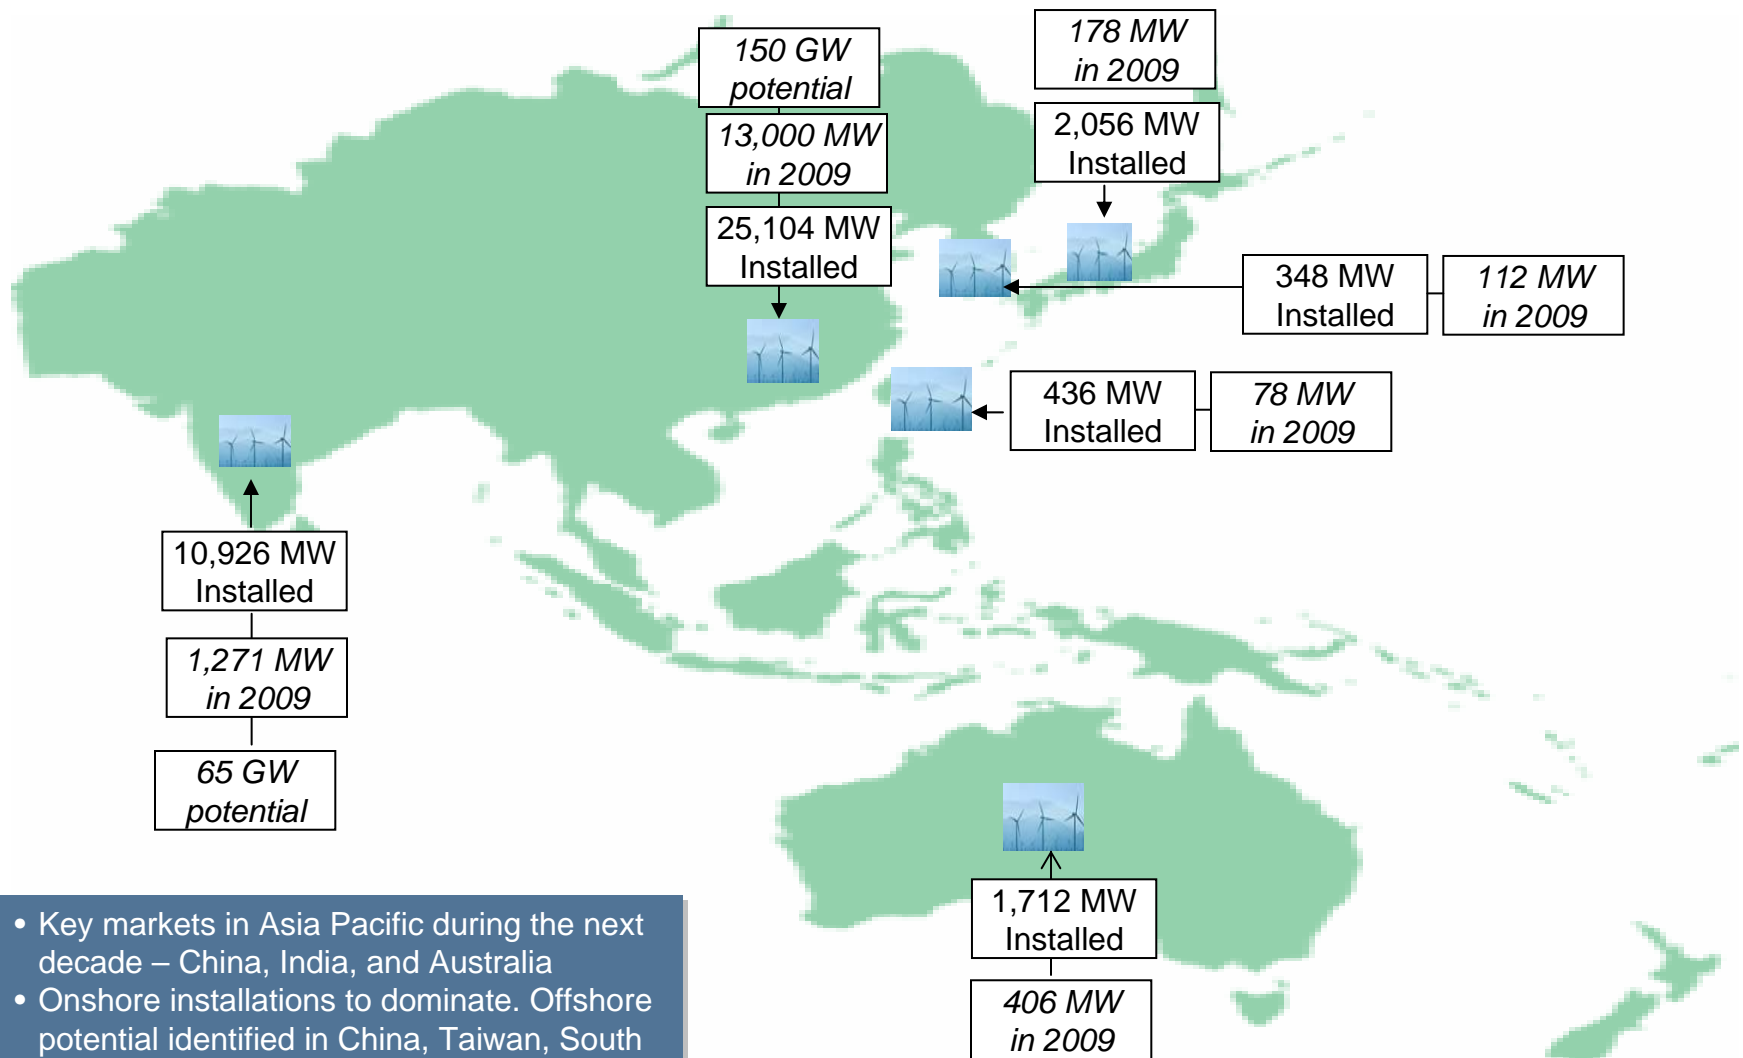 150 GW
potential
13,000 MW
in 2009
25,104 MW
Installed
178 MW
in 2009
2,056 MW
Installed
348 MW
Installed
112 MW
in 2009
436 MW
Installed
78 MW
in 2009
10,926 MW
Installed
1,271 MW
in 2009
65 GW
potential
1,712 MW
Installed
406 MW
in 2009
• Key markets in Asia Pacific during the next
decade – China, India, and Australia
• Onshore installations to dominate. Offshore
potential identified in China, Taiwan, South